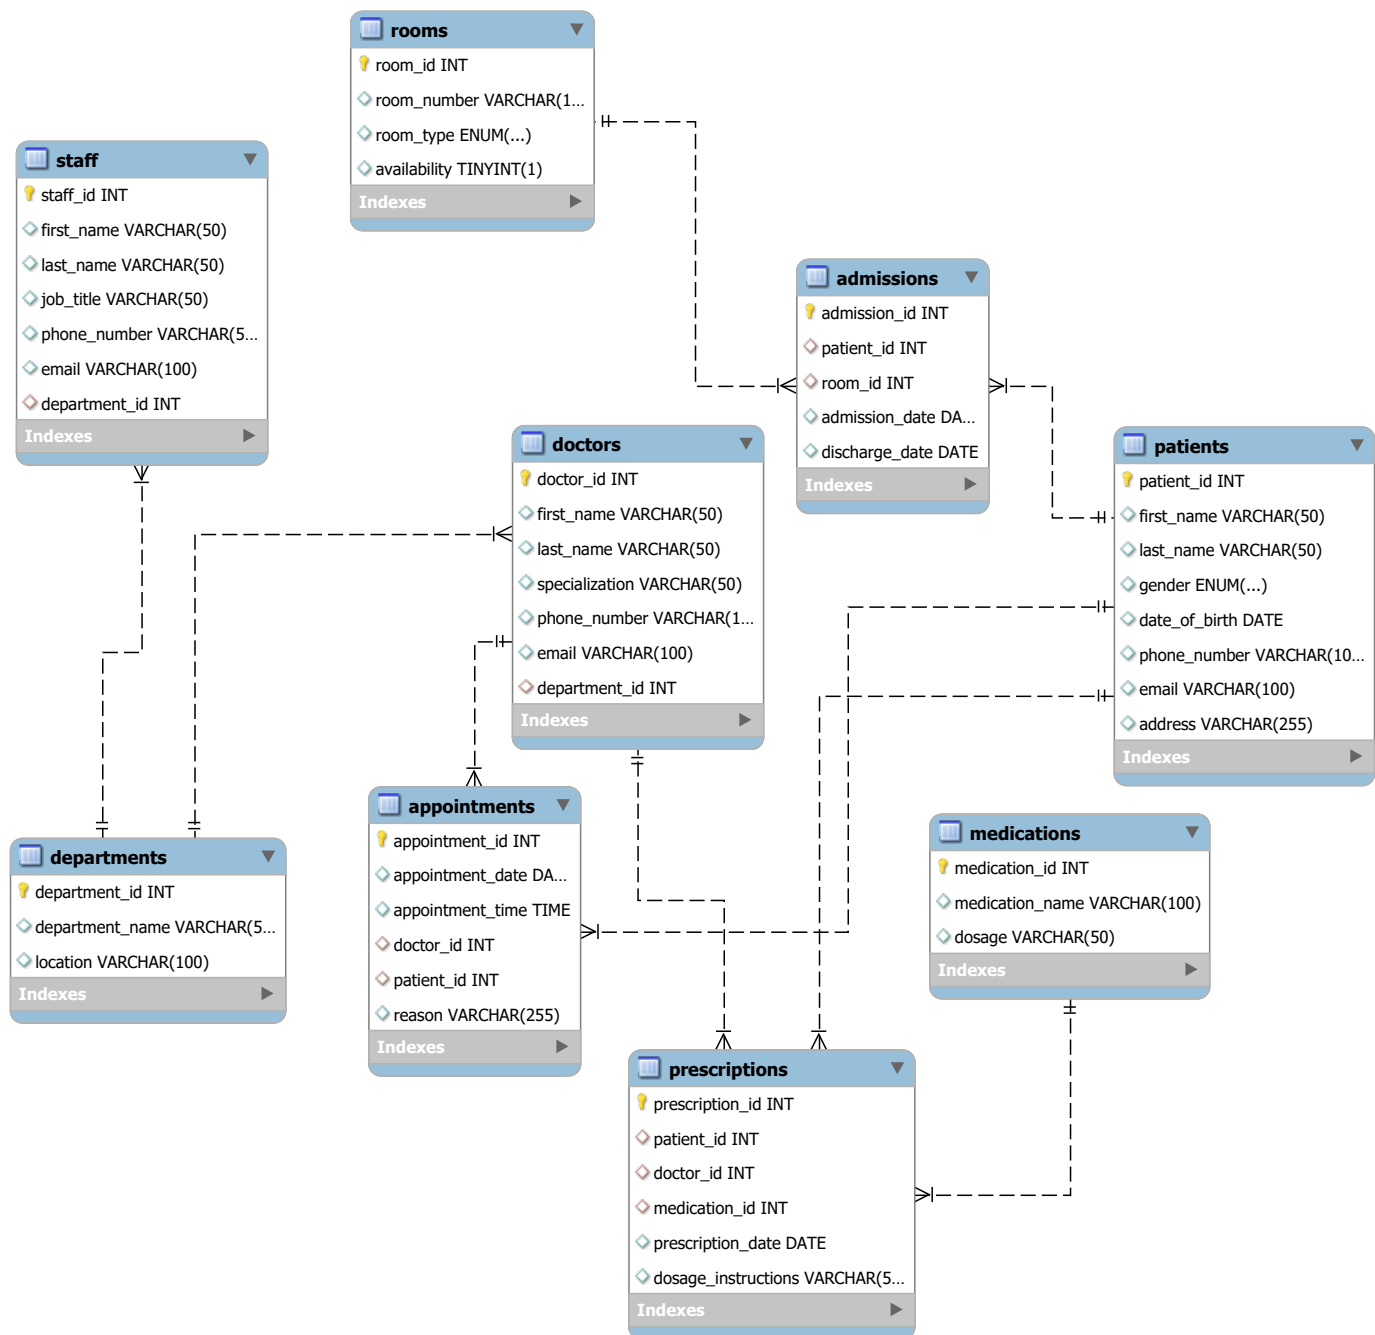 rooms
room_id INT
room_number VARCHAR(1...
room_type ENUM(...)
availability TINYINT(1)
Indexes
staff
staff_id INT
first_name VARCHAR(50)
last_name VARCHAR(50)
job_title VARCHAR(50)
phone_number VARCHAR(5...
email VARCHAR(100)
department_id INT
Indexes
admissions
admission_id INT
patient_id INT
room_id INT
admission_date DA...
discharge_date DATE
Indexes
doctors
doctor_id INT
first_name VARCHAR(50)
last_name VARCHAR(50)
specialization VARCHAR(50)
phone_number VARCHAR(1...
email VARCHAR(100)
department_id INT
Indexes
patients
patient_id INT
first_name VARCHAR(50)
last_name VARCHAR(50)
gender ENUM(...)
date_of_birth DATE
phone_number VARCHAR(10...
email VARCHAR(100)
address VARCHAR(255)
Indexes
departments
department_id INT
department_name VARCHAR(5...
location VARCHAR(100)
Indexes
appointments
appointment_id INT
appointment_date DA...
appointment_time TIME
doctor_id INT
patient_id INT
reason VARCHAR(255)
Indexes
medications
medication_id INT
medication_name VARCHAR(100)
dosage VARCHAR(50)
Indexes
prescriptions
prescription_id INT
patient_id INT
doctor_id INT
medication_id INT
prescription_date DATE
dosage_instructions VARCHAR(5...
Indexes